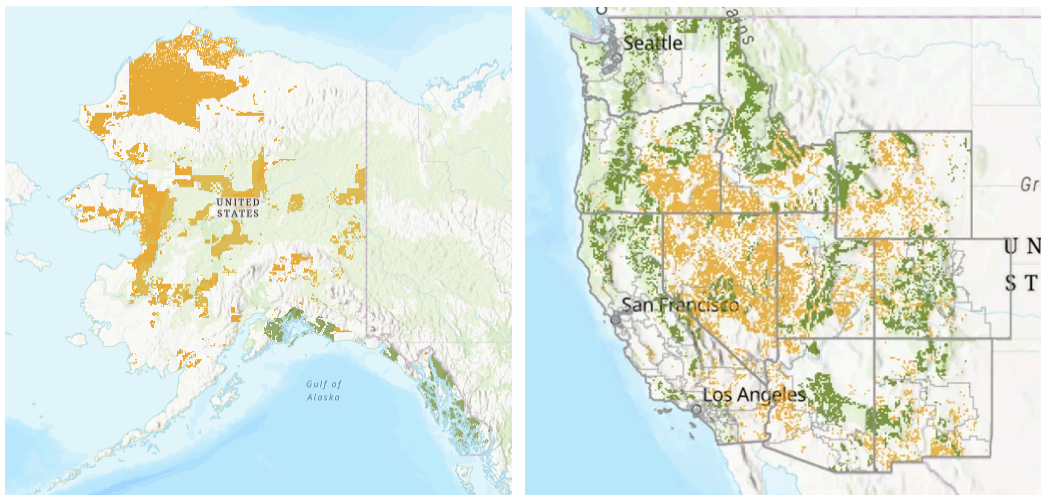 UNITED
STATES
Gulf of
Alaska
Seattle
San Francisco
Los Angeles
Gr
U N
S T